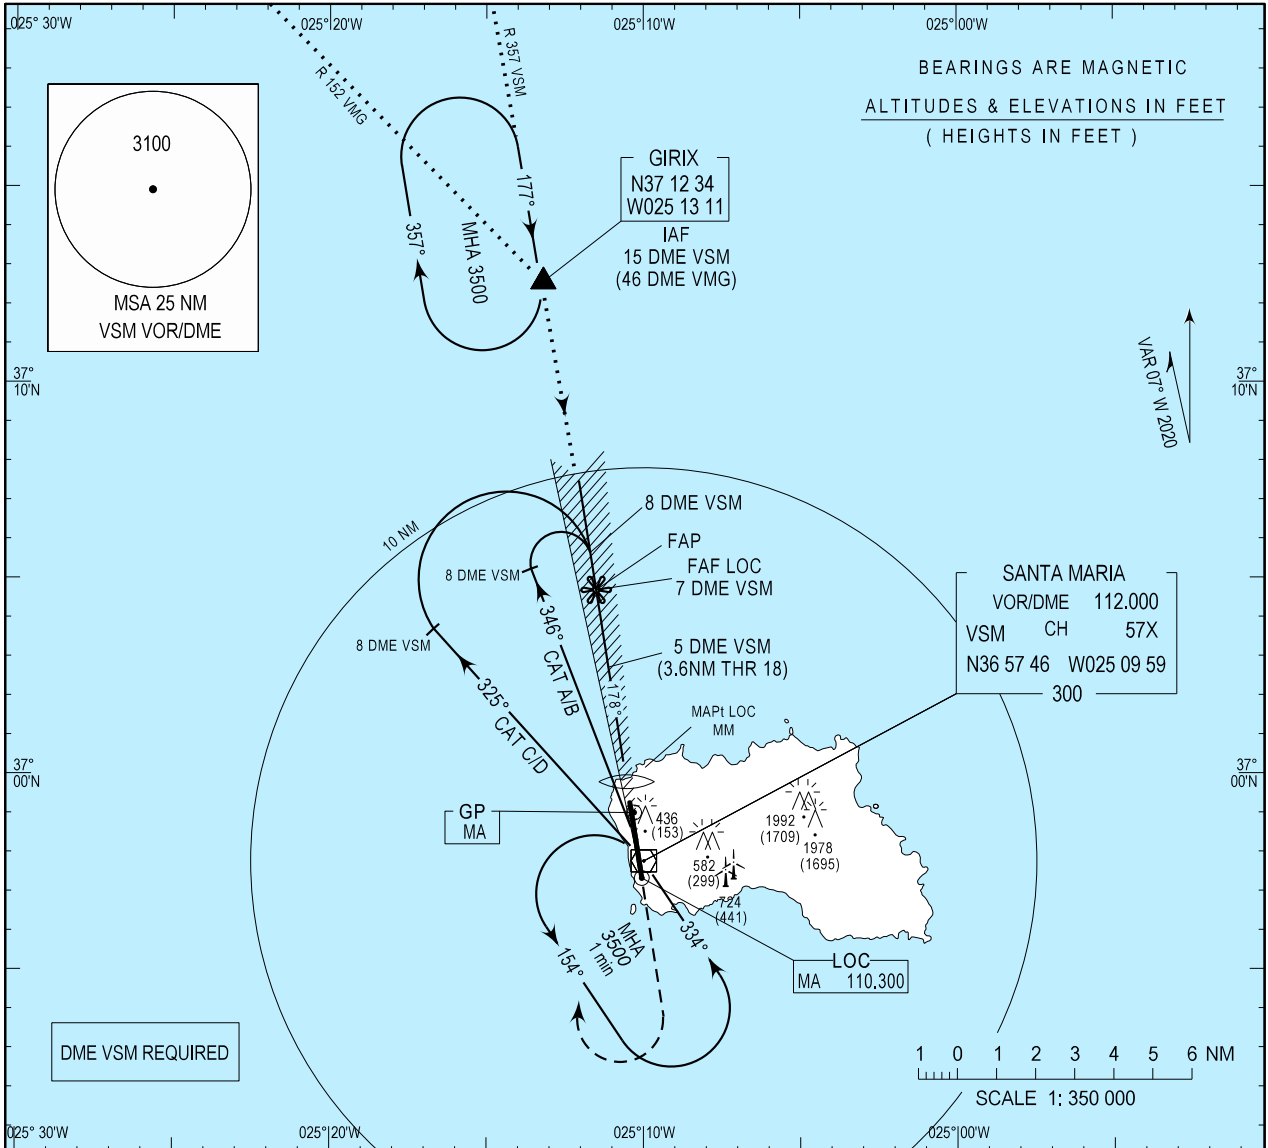 025° 30'W
025° 20'W
025° 10'W
025° 00'W
BEARINGS ARE MAGNETIC
ALTITUDES & ELEVATIONS IN FEET
( HEIGHTS IN FEET )
3100
MSA 25 NM
VSM VOR/DME
R 152 VMG
R 357 VSM
177°
357°
MHA 3500
GIRIX
N37 12 34
W025 13 11
IAF
15 DME VSM
(46 DME VMG)
VAR 07° W 2020
37°
10'N
37°
10'N
10 NM
8 DME VSM
FAP
FAF LOC
7 DME VSM
8 DME VSM
346° CAT A/B
8 DME VSM
325° CAT C/D
5 DME VSM
(3.6NM THR 18)
178°
SANTA MARIA
VOR/DME 112.000
VSM CH 57X
N36 57 46 W025 09 59
300
MAPt LOC
MM
37°
00'N
37°
00'N
GP
MA
436
(153)
1992
(1709)
1978
(1695)
582
(299)
724
(441)
MHA
3500
1 min
154°
334°
LOC
MA 110.300
DME VSM REQUIRED
1 0 1 2 3 4 5 6 NM
SCALE 1: 350 000
025° 30'W
025° 20'W
025° 10'W
025° 00'W